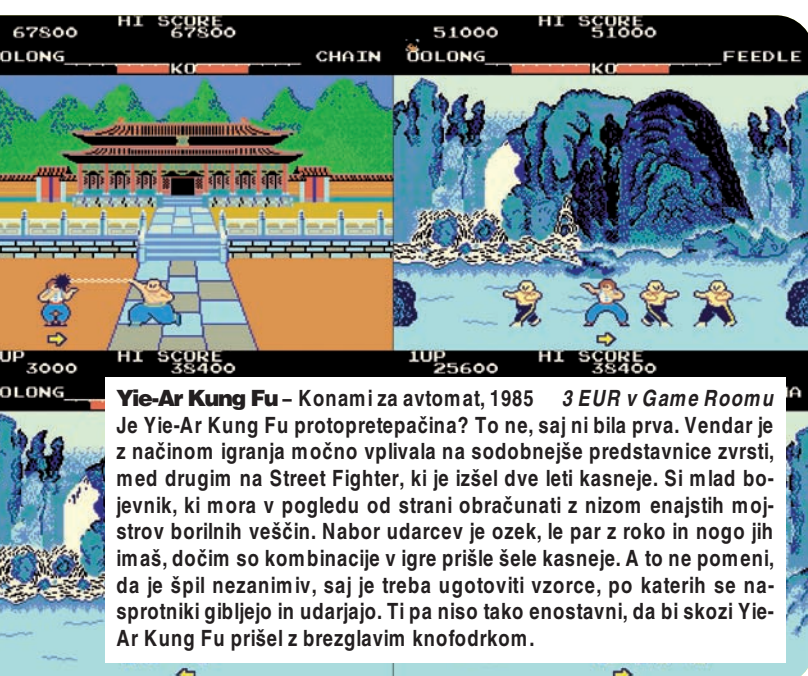 HI SCORE
67800 67800
OLONG CHAIN
KO
HI SCORE
51000 51000
OOLONG FEEDLE
KO
UP HI SCORE
3000 38400
OLONG
1UP HI SCORE
25600 38400
A
Yie-Ar Kung Fu – Konami za avtomat, 1985 3 EUR v Game Roomu
Je Yie-Ar Kung Fu protopretepačina? To ne, saj ni bila prva. Vendar je
z načinom igranja močno vplivala na sodobnejše predstavnice zvrsti,
med drugim na Street Fighter, ki je izšel dve leti kasneje. Si mlad bo-
jevnik, ki mora v pogledu od strani obračunati z nizom enajstih moj-
strov borilnih veščin. Nabor udarcev je ozek, le par z roko in nogo jih
imaš, dočim so kombinacije v igre prišle šele kasneje. A to ne pomeni,
da je špil nezanimiv, saj je treba ugotoviti vzorce, po katerih se na-
sprotniki gibljejo in udarjajo. Ti pa niso tako enostavni, da bi skozi Yie-
Ar Kung Fu prišel z brezglavim knofodrkom.